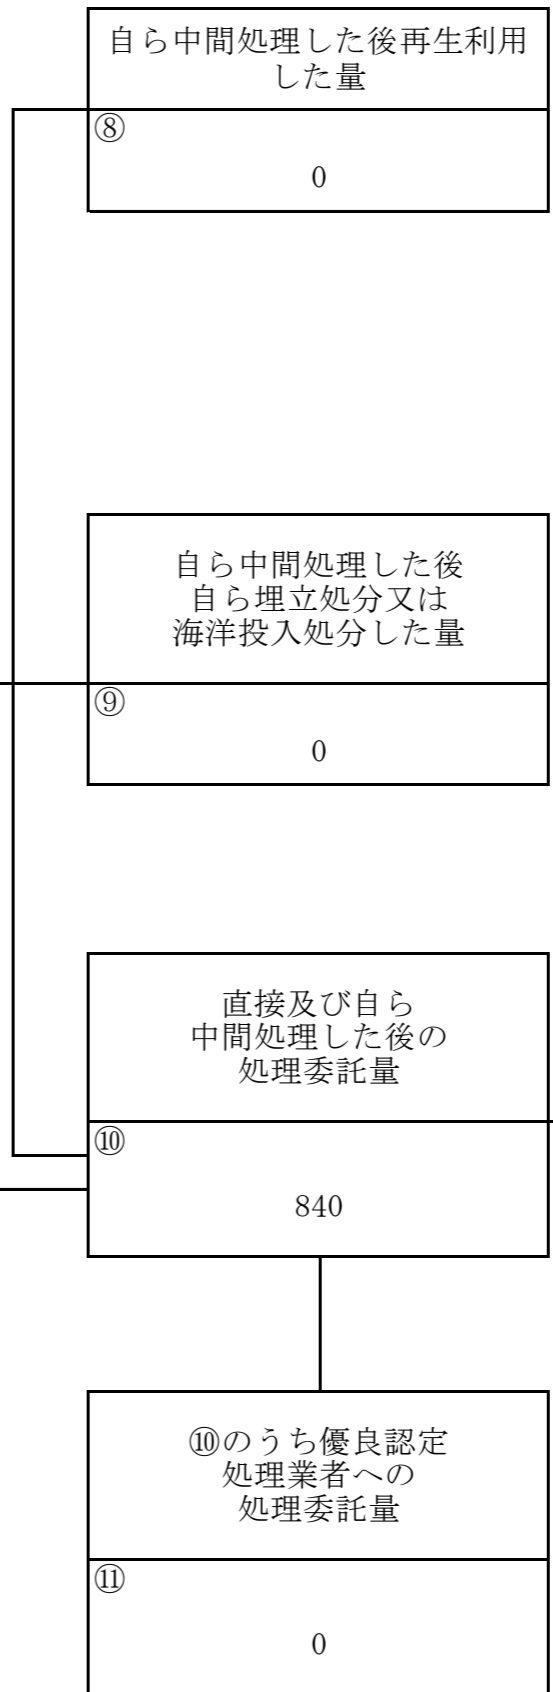 自ら中間処理した後再生利用
した量
⑧
0
自ら中間処理した後
自ら埋立処分又は
海洋投入処分した量
⑨
0
直接及び自ら
中間処理した後の
処理委託量
⑩
840
⑩のうち優良認定
処理業者への
処理委託量
⑪
0